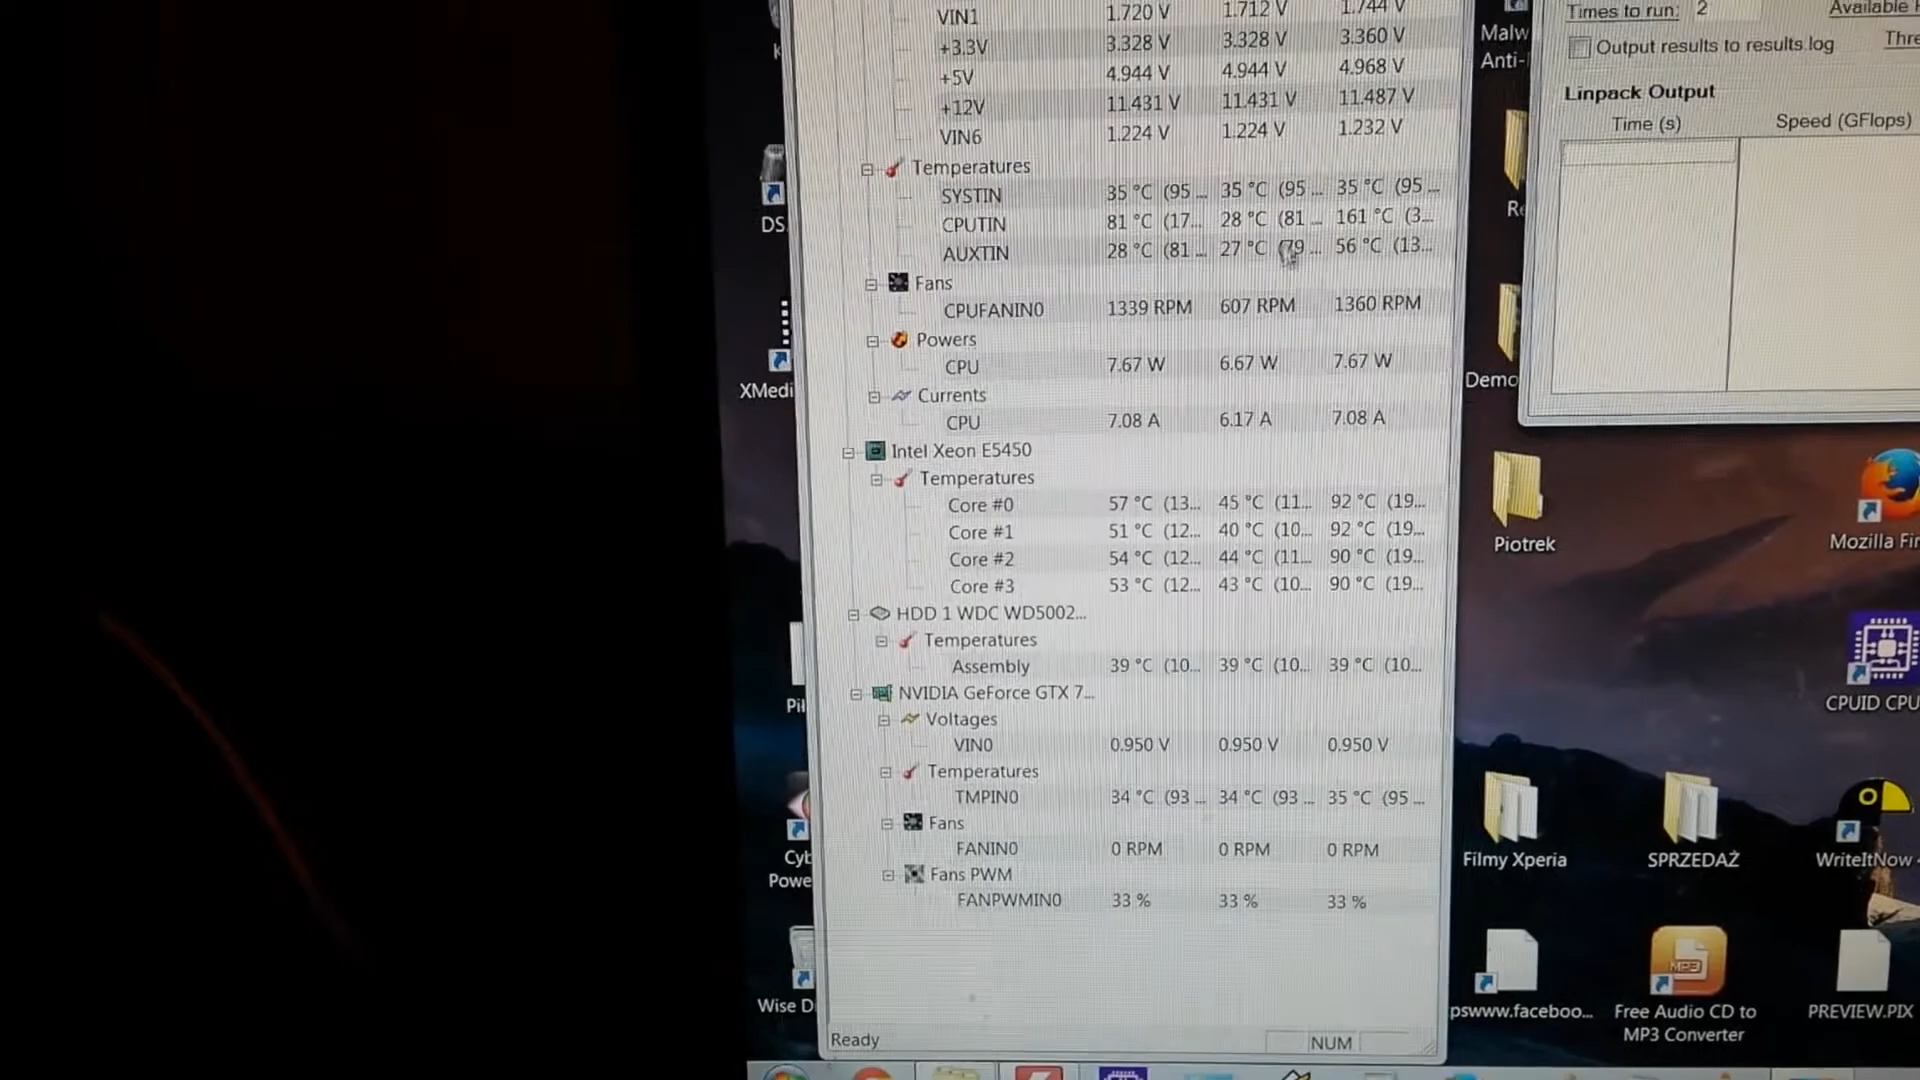 VIN1 1.720 V 1.712 V 1.744 V
+3.3V 3.328 V 3.328 V 3.360 V
+5V 4.944 V 4.944 V 4.968 V
+12V 11.431 V 11.431 V 11.487 V
VIN6 1.224 V 1.224 V 1.232 V
Temperatures
SYSTIN 35 °C (95 ... 35 °C (95 ... 35 °C (95 ...
CPUTIN 81 °C (17... 28 °C (81 ... 161 °C (3...
AUXTIN 28 °C (81 ... 27 °C (79 ... 56 °C (13...
Fans
CPUFANIN0 1339 RPM 607 RPM 1360 RPM
Powers
CPU 7.67 W 6.67 W 7.67 W
Currents
CPU 7.08 A 6.17 A 7.08 A
Intel Xeon E5450
Temperatures
Core #0 57 °C (13... 45 °C (11... 92 °C (19...
Core #1 51 °C (12... 40 °C (10... 92 °C (19...
Core #2 54 °C (12... 44 °C (11... 90 °C (19...
Core #3 53 °C (12... 43 °C (10... 90 °C (19...
HDD 1 WDC WD5002...
Temperatures
Assembly 39 °C (10... 39 °C (10... 39 °C (10...
NVIDIA GeForce GTX 7...
Voltages
VIN0 0.950 V 0.950 V 0.950 V
Temperatures
TMPIN0 34 °C (93 ... 34 °C (93 ... 35 °C (95 ...
Fans
FANIN0 0 RPM 0 RPM 0 RPM
Fans PWM
FANPWMIN0 33 % 33 % 33 %
Ready NUM
Times to run: 2 Available
Output results to results.log Thre
Linpack Output
Time (s) Speed (GFlops)
Malw
Anti-
DS
XMedi
Demo
Piotrek
Mozilla Fir
CPUID CPU
Pił
Cyb
Powe
Filmy Xperia
SPRZEDAŻ
WriteItNow
Wise D
pswww.faceboo...
Free Audio CD to
MP3 Converter
MP3
PREVIEW.PIX